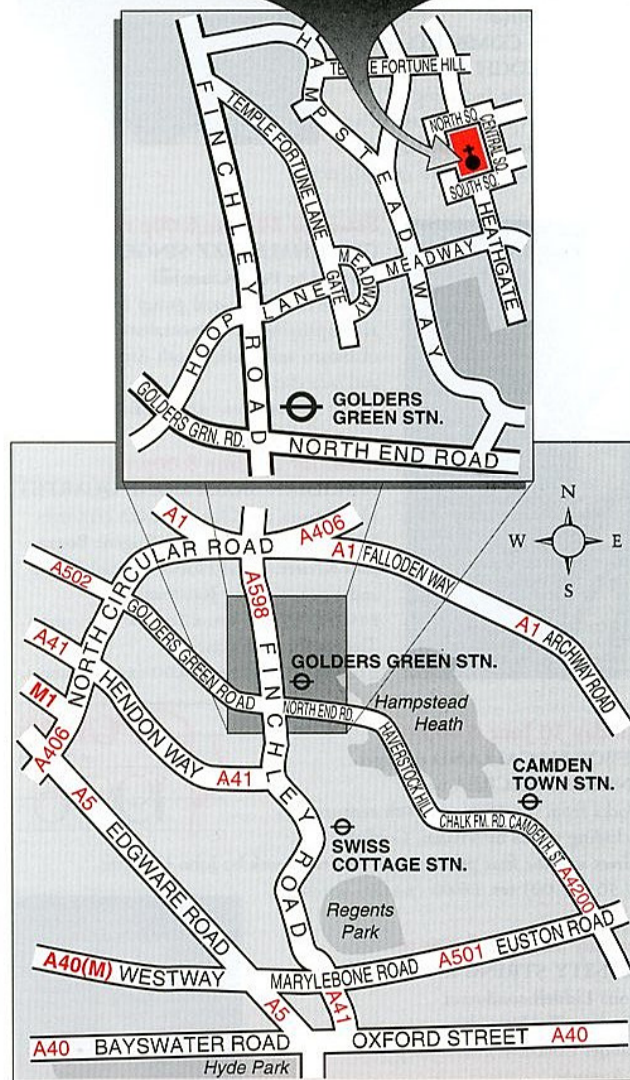 TEMPLE FORTUNE HILL
HAMPSTEAD WAY
FINCHLEY ROAD
TEMPLE FORTUNE LANE
NORTH SQ.
CENTRAL SQ.
SOUTH SQ.
HEATHGATE
MEADWAY
MEADWAY
GATE
HOOP LANE
GOLDERS GRN. RD.
GOLDERS
GREEN STN.
NORTH END ROAD
N
W
E
S
A1
A406
NORTH CIRCULAR ROAD
A1
FALLODEN WAY
A502
A598
A1
ARCHWAY ROAD
A41
GOLDERS GREEN ROAD
FINCHLEY ROAD
GOLDERS GREEN STN.
M1
HENDON WAY
NORTH END RD.
Hampstead
Heath
A406
A41
HAVERSTOCK HILL
CAMDEN
TOWN STN.
A5
EDGWARE ROAD
CHALK FM. RD.
CAMDEN H. ST.
A4200
SWISS
COTTAGE STN.
Regents
Park
A40(M)
WESTWAY
MARYLEBONE ROAD
A501
EUSTON ROAD
A5
A41
A40
BAYSWATER ROAD
OXFORD STREET
A40
Hyde Park